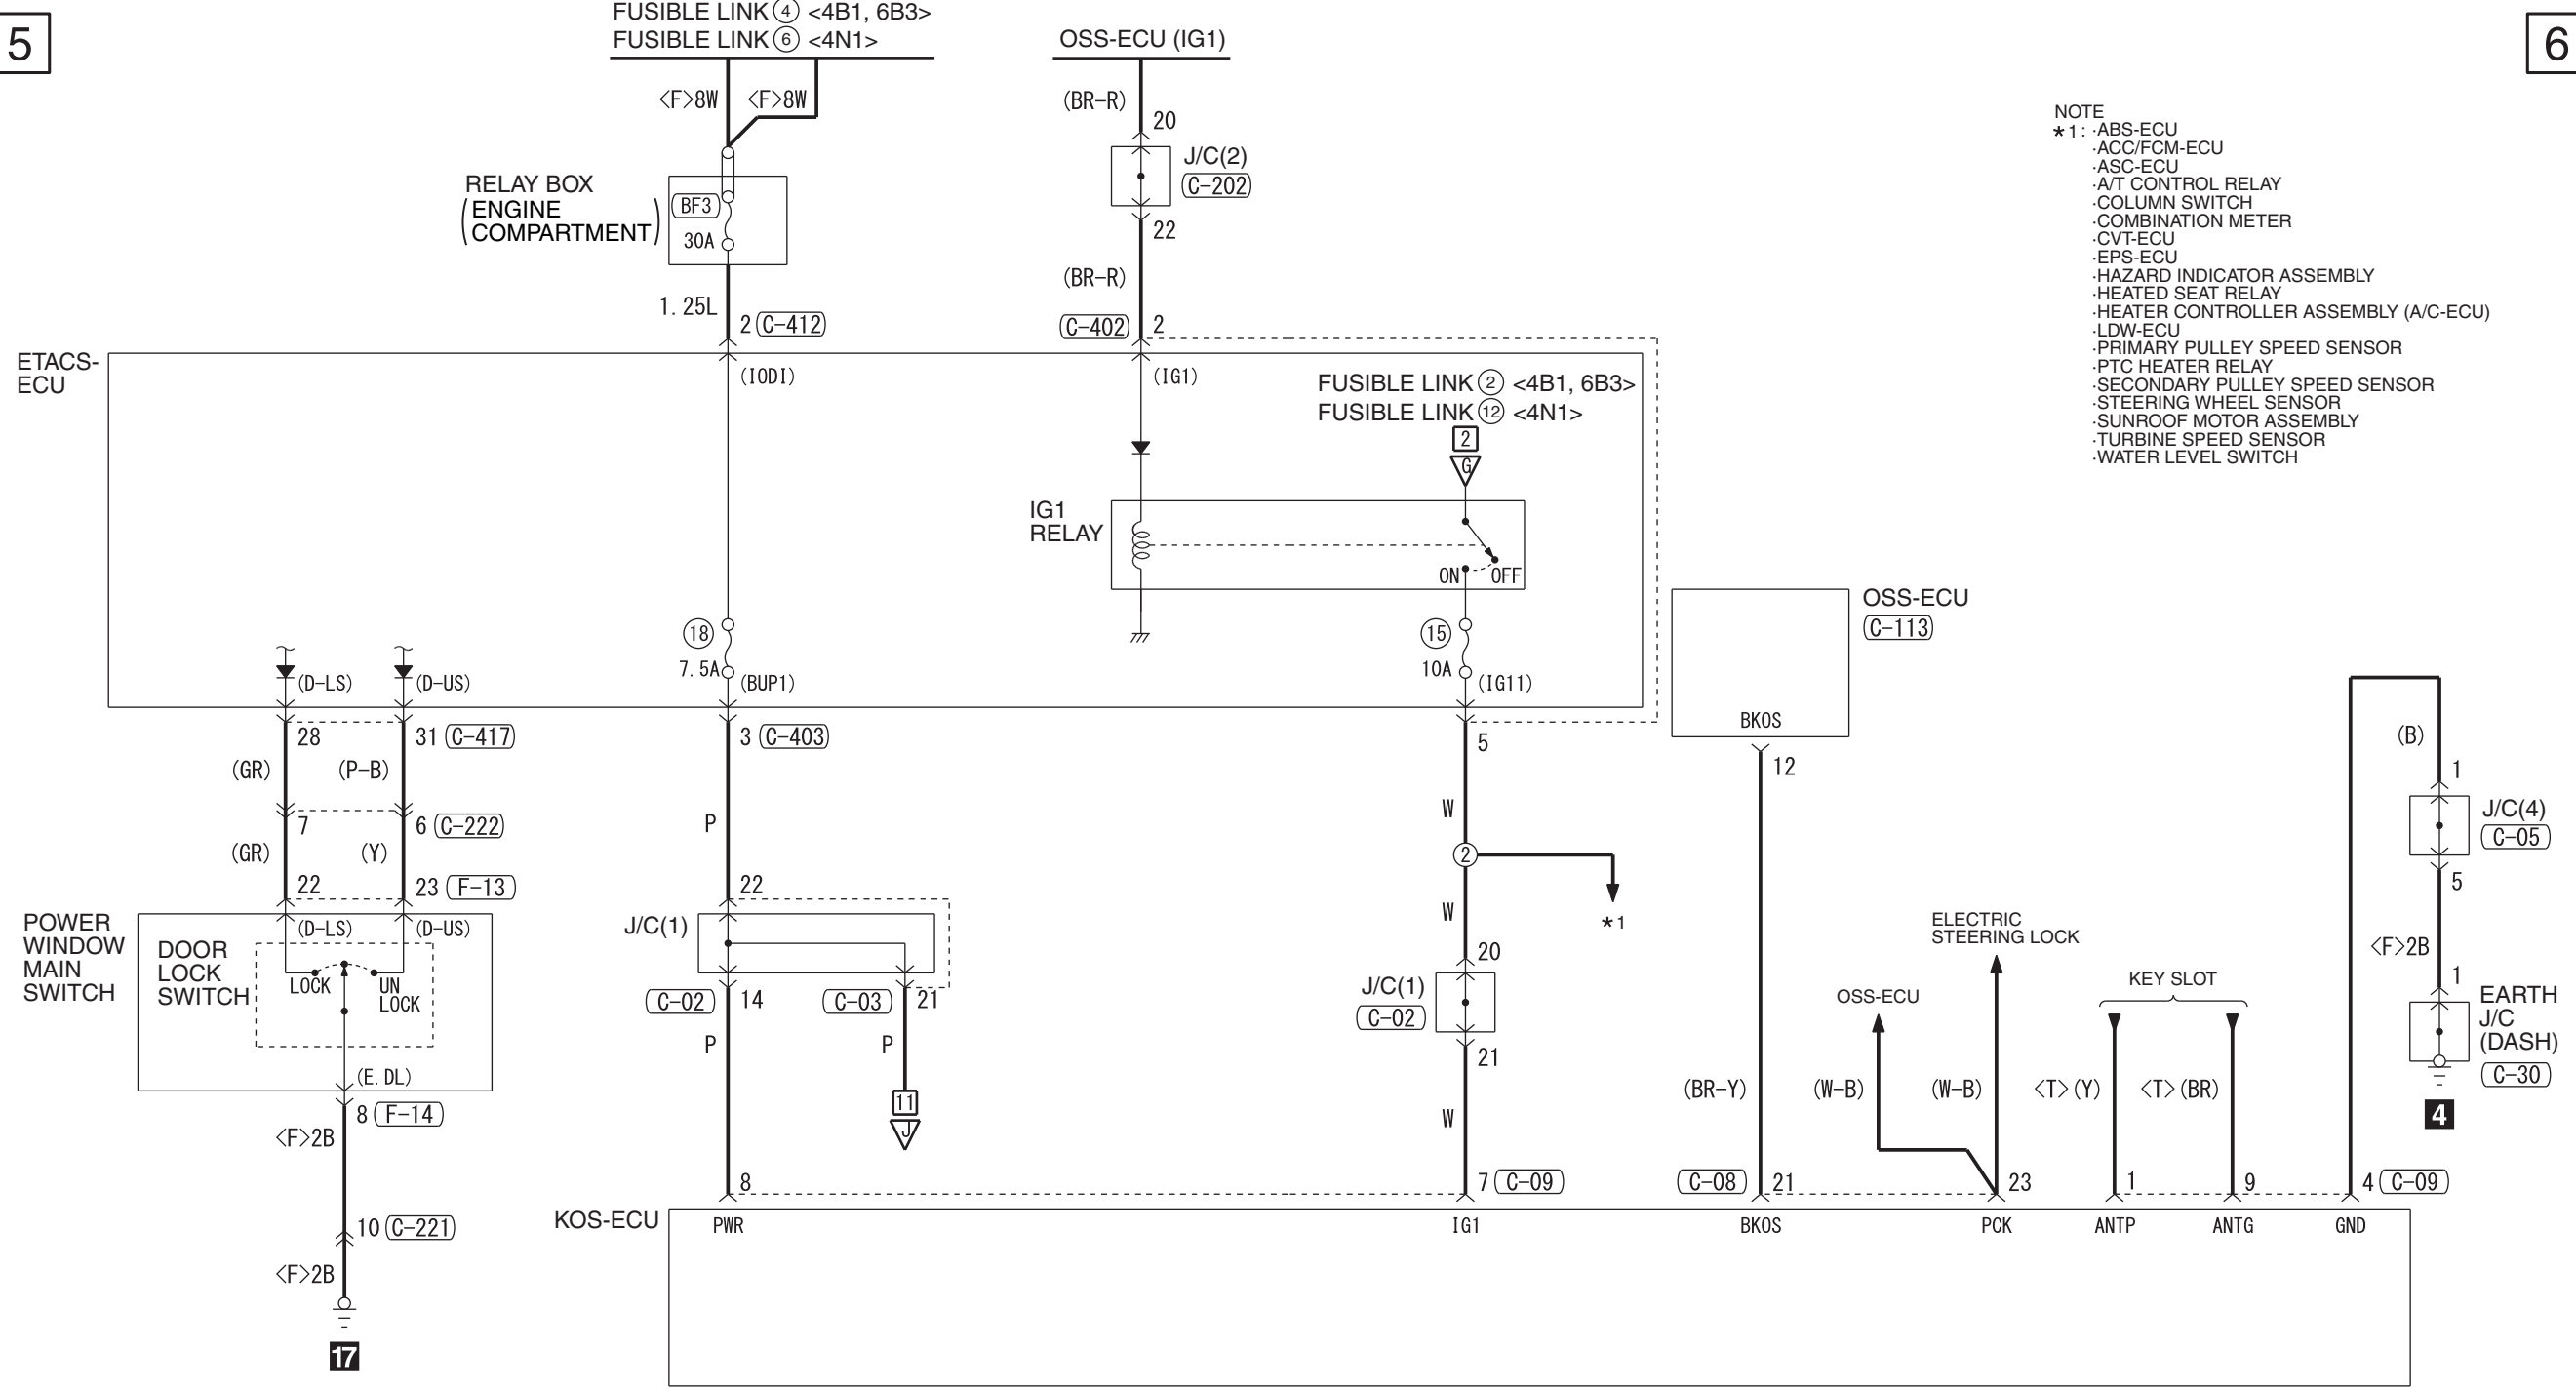 5
6
FUSIBLE LINK ④ <4B1, 6B3>
FUSIBLE LINK ⑥ <4N1>
OSS-ECU (IG1)
<F>8W
<F>8W
(BR-R)
20
J/C(2)
C-202
22
(BR-R)
C-402
2
RELAY BOX
(ENGINE
COMPARTMENT)
BF3
30A
1.25L
2 C-412
NOTE
*1: ·ABS-ECU
·ACC/FCM-ECU
·ASC-ECU
·A/T CONTROL RELAY
·COLUMN SWITCH
·COMBINATION METER
·CVT-ECU
·EPS-ECU
·HAZARD INDICATOR ASSEMBLY
·HEATED SEAT RELAY
·HEATER CONTROLLER ASSEMBLY (A/C-ECU)
·LDW-ECU
·PRIMARY PULLEY SPEED SENSOR
·PTC HEATER RELAY
·SECONDARY PULLEY SPEED SENSOR
·STEERING WHEEL SENSOR
·SUNROOF MOTOR ASSEMBLY
·TURBINE SPEED SENSOR
·WATER LEVEL SWITCH
ETACS-
ECU
(IODI)
(IG1)
FUSIBLE LINK ② <4B1, 6B3>
FUSIBLE LINK ⑫ <4N1>
2
G
IG1
RELAY
ON
OFF
⑱
7.5A
(BUP1)
⑮
10A
(IG11)
(D-LS)
(D-US)
OSS-ECU
C-113
BKOS
12
28
31 C-417
(GR)
(P-B)
7
6 C-222
(GR)
(Y)
22
23 F-13
3 C-403
P
22
J/C(1)
C-02
14
C-03
21
P
P
11
J
8
5
W
②
*1
W
20
J/C(1)
C-02
21
W
7 C-09
POWER
WINDOW
MAIN
SWITCH
(D-LS)
(D-US)
DOOR
LOCK
SWITCH
LOCK
UN
LOCK
(E.DL)
8 F-14
<F>2B
10 C-221
<F>2B
17
(BR-Y)
C-08
21
OSS-ECU
(W-B)
ELECTRIC
STEERING LOCK
(W-B)
23
KEY SLOT
<T>(Y)
<T>(BR)
1
9
4 C-09
(B)
1
J/C(4)
C-05
5
<F>2B
1
EARTH
J/C
(DASH)
C-30
4
KOS-ECU
PWR
IG1
BKOS
PCK
ANTP
ANTG
GND